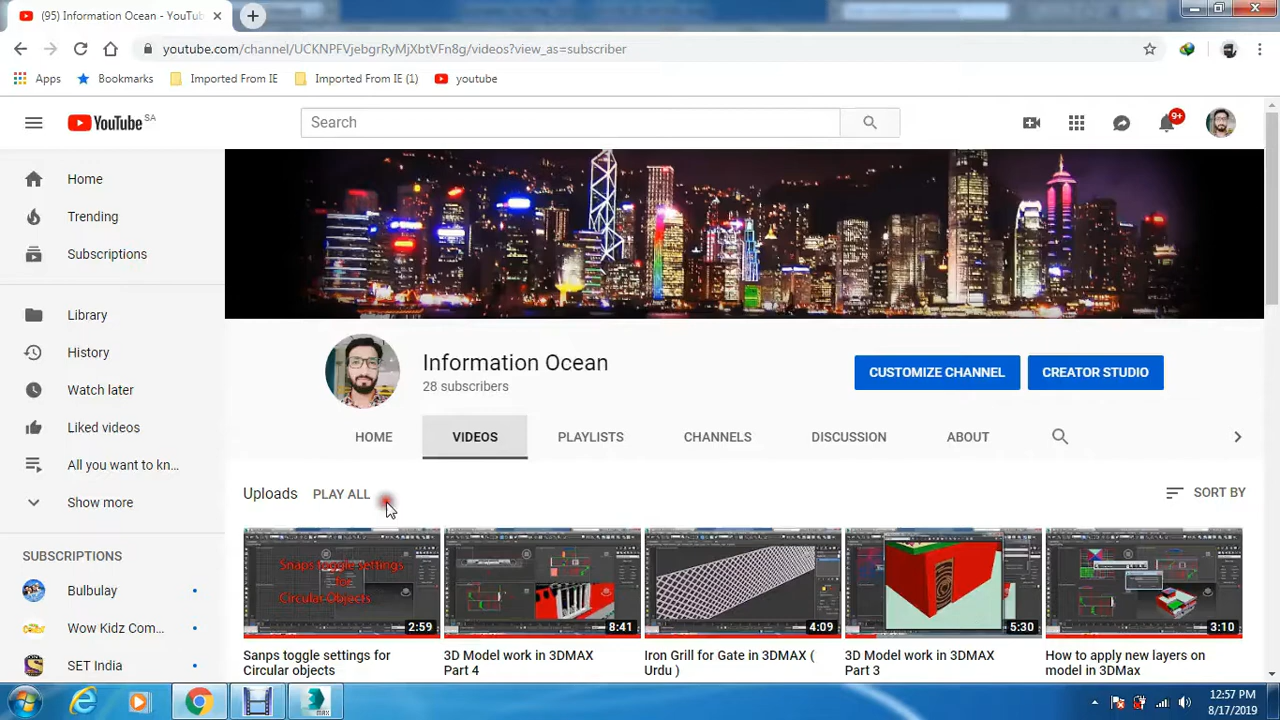 (95) Information Ocean - YouTub
youtube.com/channel/UCKNPFVjebgrRyMjXbtVFn8g/videos?view_as=subscriber
Apps Bookmarks Imported From IE Imported From IE (1) youtube
YouTube SA
Search
9+
Home
Trending
Subscriptions
Library
History
Watch later
Liked videos
All you want to kn...
Show more
SUBSCRIPTIONS
Bulbulay
Wow Kidz Com...
SET India
Information Ocean
28 subscribers
CUSTOMIZE CHANNEL CREATOR STUDIO
HOME VIDEOS PLAYLISTS CHANNELS DISCUSSION ABOUT
Uploads PLAY ALL SORT BY
Snaps toggle settings
for
Circular Objects
2:59 8:41 4:09 5:30 3:10
Sanps toggle settings for
Circular objects
3D Model work in 3DMAX
Part 4
Iron Grill for Gate in 3DMAX (
Urdu )
3D Model work in 3DMAX
Part 3
How to apply new layers on
model in 3DMax
MAX
12:57 PM
8/17/2019